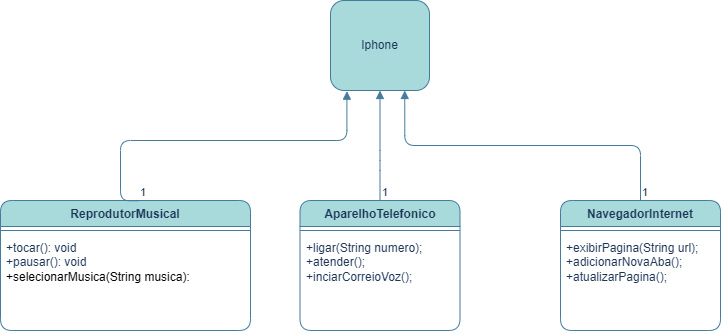 Iphone
1
1
1
ReprodutorMusical
AparelhoTelefonico
NavegadorInternet
+tocar(): void
+pausar(): void
+selecionarMusica(String musica):
+ligar(String numero);
+atender();
+inciarCorreioVoz();
+exibirPagina(String url);
+adicionarNovaAba();
+atualizarPagina();